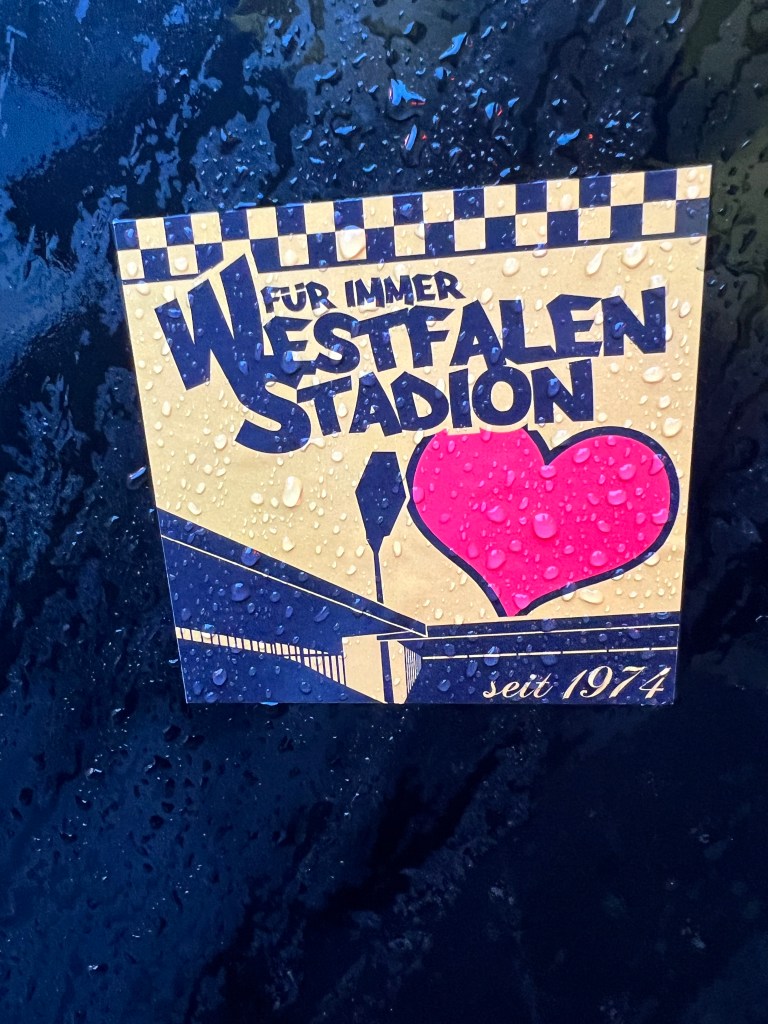 FÜR IMMER
WESTFALEN
STADION
seit 1974